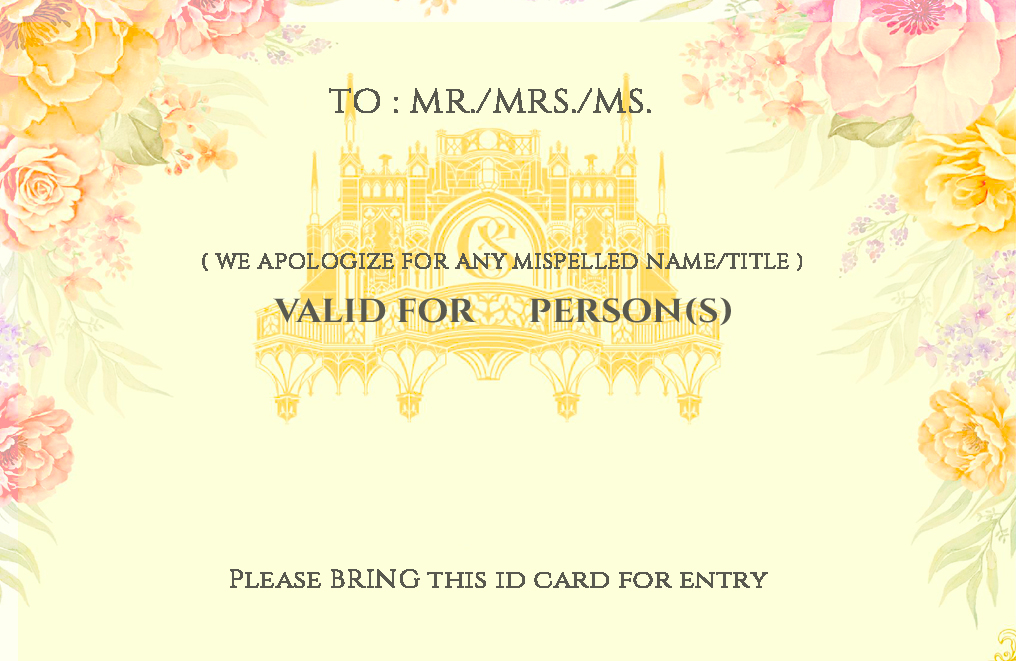 TO : MR./MRS./MS.
( WE APOLOGIZE FOR ANY MISPELLED NAME/TITLE )
VALID FOR PERSON(S)
PLEASE BRING THIS ID CARD FOR ENTRY